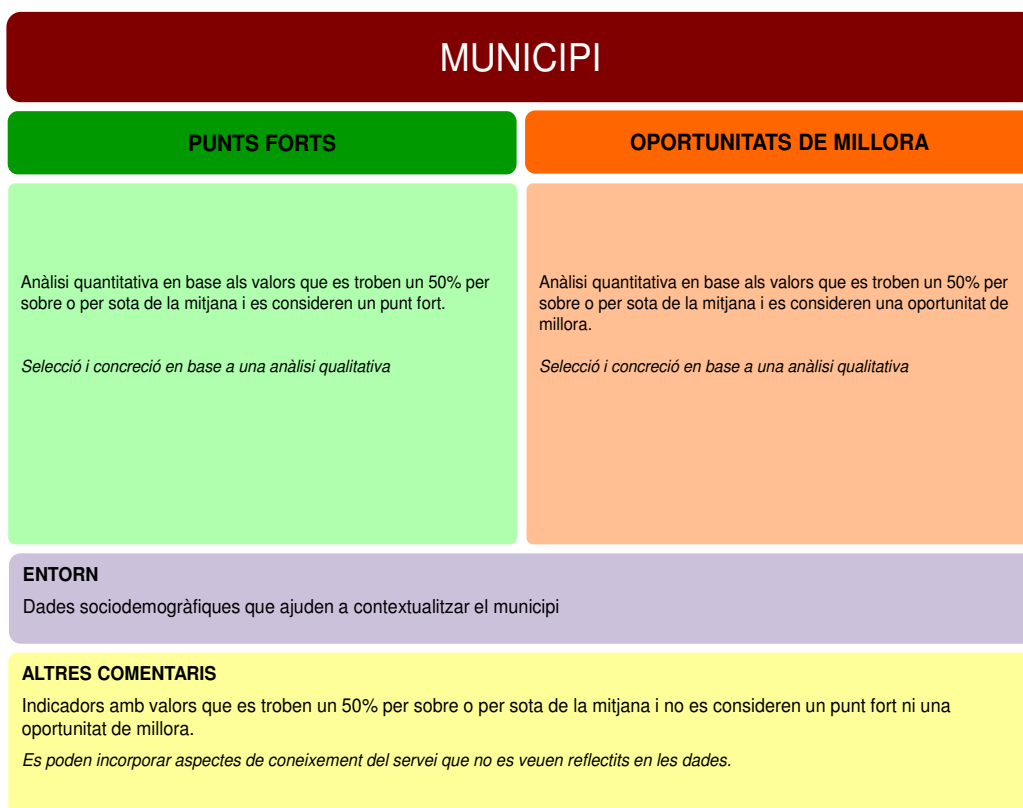 MUNICIPI
PUNTS FORTS
OPORTUNITATS DE MILLORA
Anàlisi quantitativa en base als valors que es troben un 50% per
sobre o per sota de la mitjana i es consideren un punt fort.
Selecció i concreció en base a una anàlisi qualitativa
Anàlisi quantitativa en base als valors que es troben un 50% per
sobre o per sota de la mitjana i es consideren una oportunitat de
millora.
Selecció i concreció en base a una anàlisi qualitativa
ENTORN
Dades sociodemogràfiques que ajuden a contextualitzar el municipi
ALTRES COMENTARIS
Indicadors amb valors que es troben un 50% per sobre o per sota de la mitjana i no es consideren un punt fort ni una
oportunitat de millora.
Es poden incorporar aspectes de coneixement del servei que no es veuen reflectits en les dades.